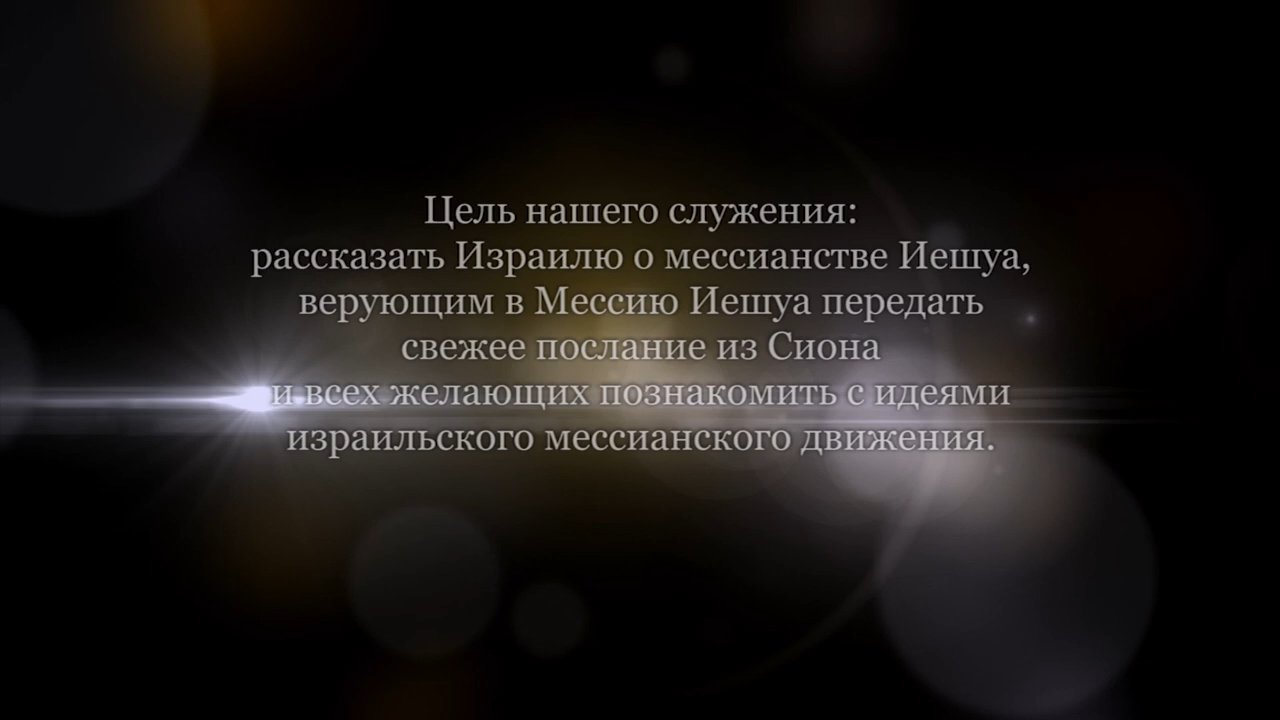 Цель нашего служения:
рассказать Израилю о мессианстве Иешуа,
верующим в Мессию Иешуа передать
свежее послание из Сиона
и всех желающих познакомить с идеями
израильского мессианского движения.